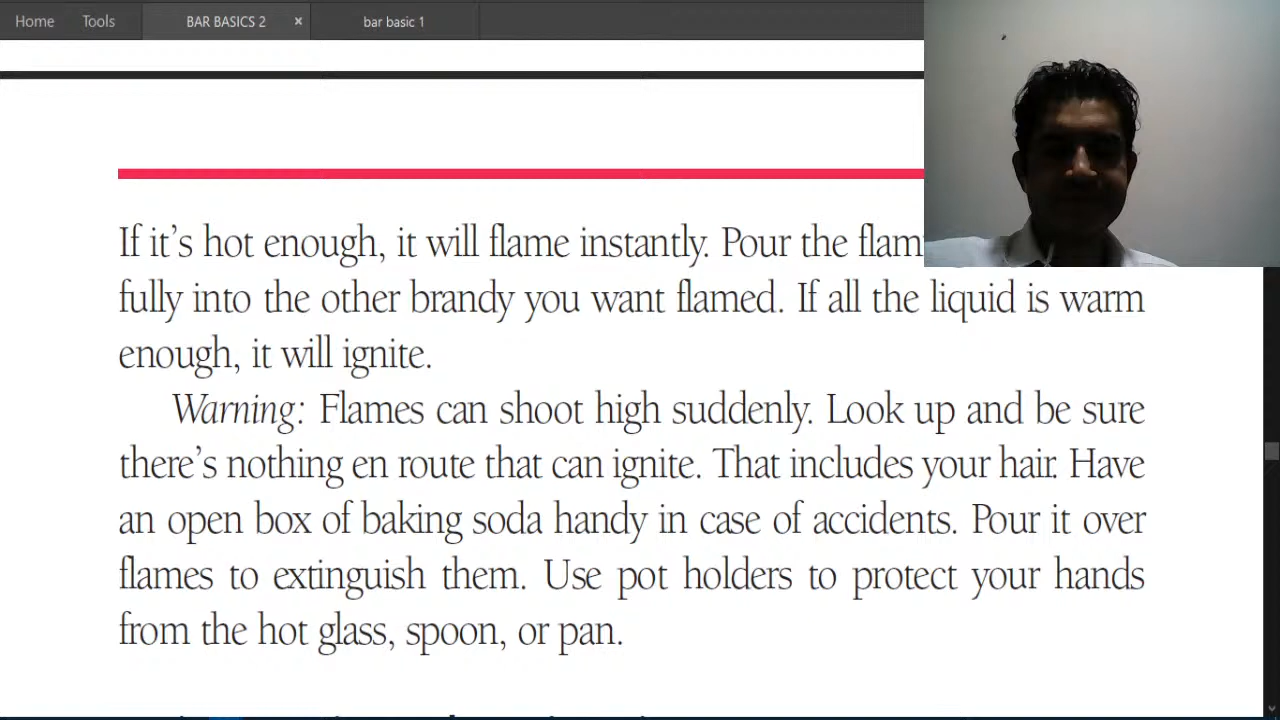 Home Tools BAR BASICS 2 × bar basic 1
If it's hot enough, it will flame instantly. Pour the
fully into the other brandy you want flamed. If all the liquid is warm
enough, it will ignite.
Warning: Flames can shoot high suddenly. Look up and be sure
there's nothing en route that can ignite. That includes your hair. Have
an open box of baking soda handy in case of accidents. Pour it over
flames to extinguish them. Use pot holders to protect your hands
from the hot glass, spoon, or pan.